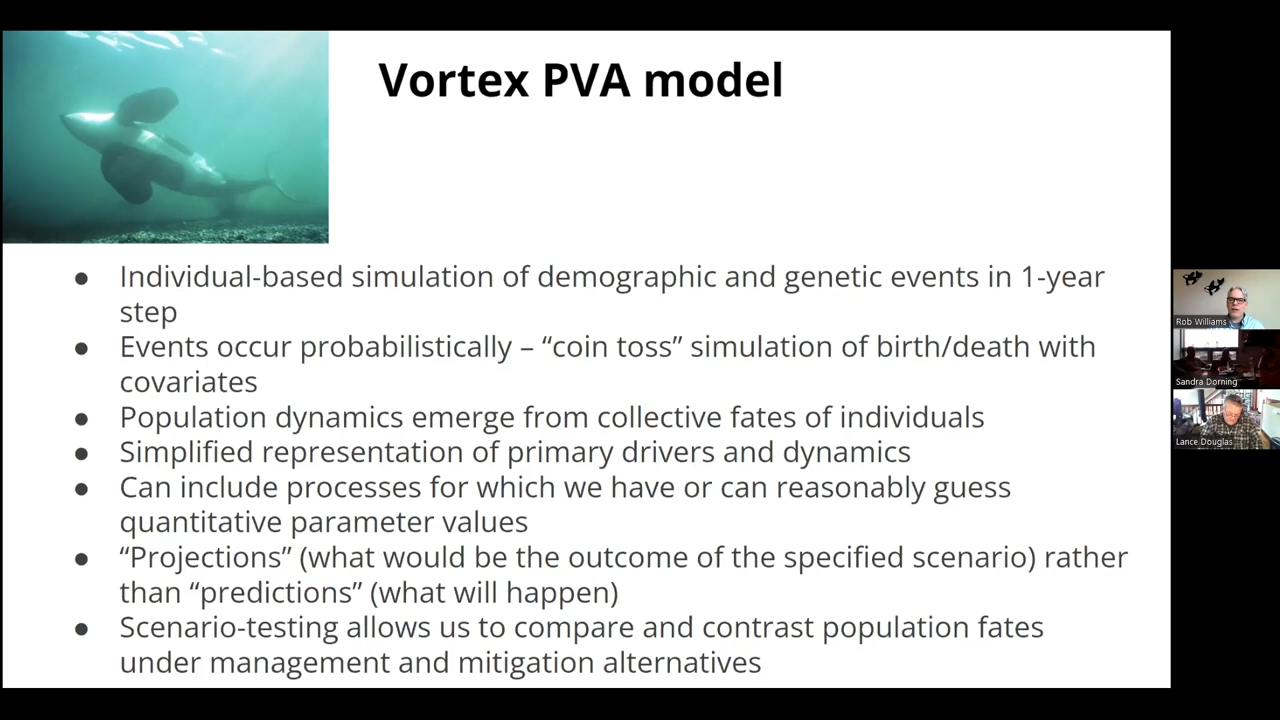 Vortex PVA model
● Individual-based simulation of demographic and genetic events in 1-year
step
● Events occur probabilistically – “coin toss” simulation of birth/death with
covariates
● Population dynamics emerge from collective fates of individuals
● Simplified representation of primary drivers and dynamics
● Can include processes for which we have or can reasonably guess
quantitative parameter values
● “Projections” (what would be the outcome of the specified scenario) rather
than “predictions” (what will happen)
● Scenario-testing allows us to compare and contrast population fates
under management and mitigation alternatives
Rob Williams
Sandra Dorning
Lance Douglas